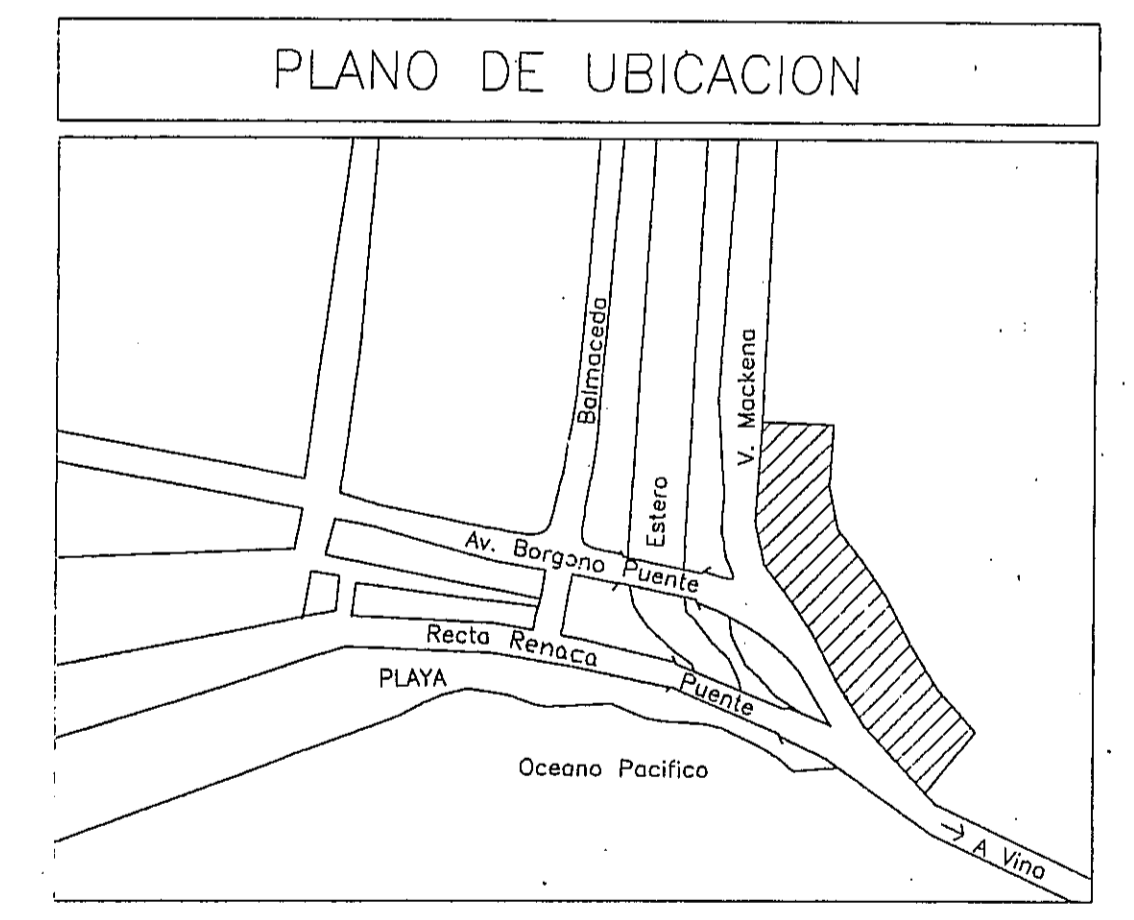 PLANO DE UBICACION
Balmaceda
V. Mackena
Estero
Av. Borgono Puente
Recta Renaca
Puente
PLAYA
Oceano Pacifico
→ A Vina